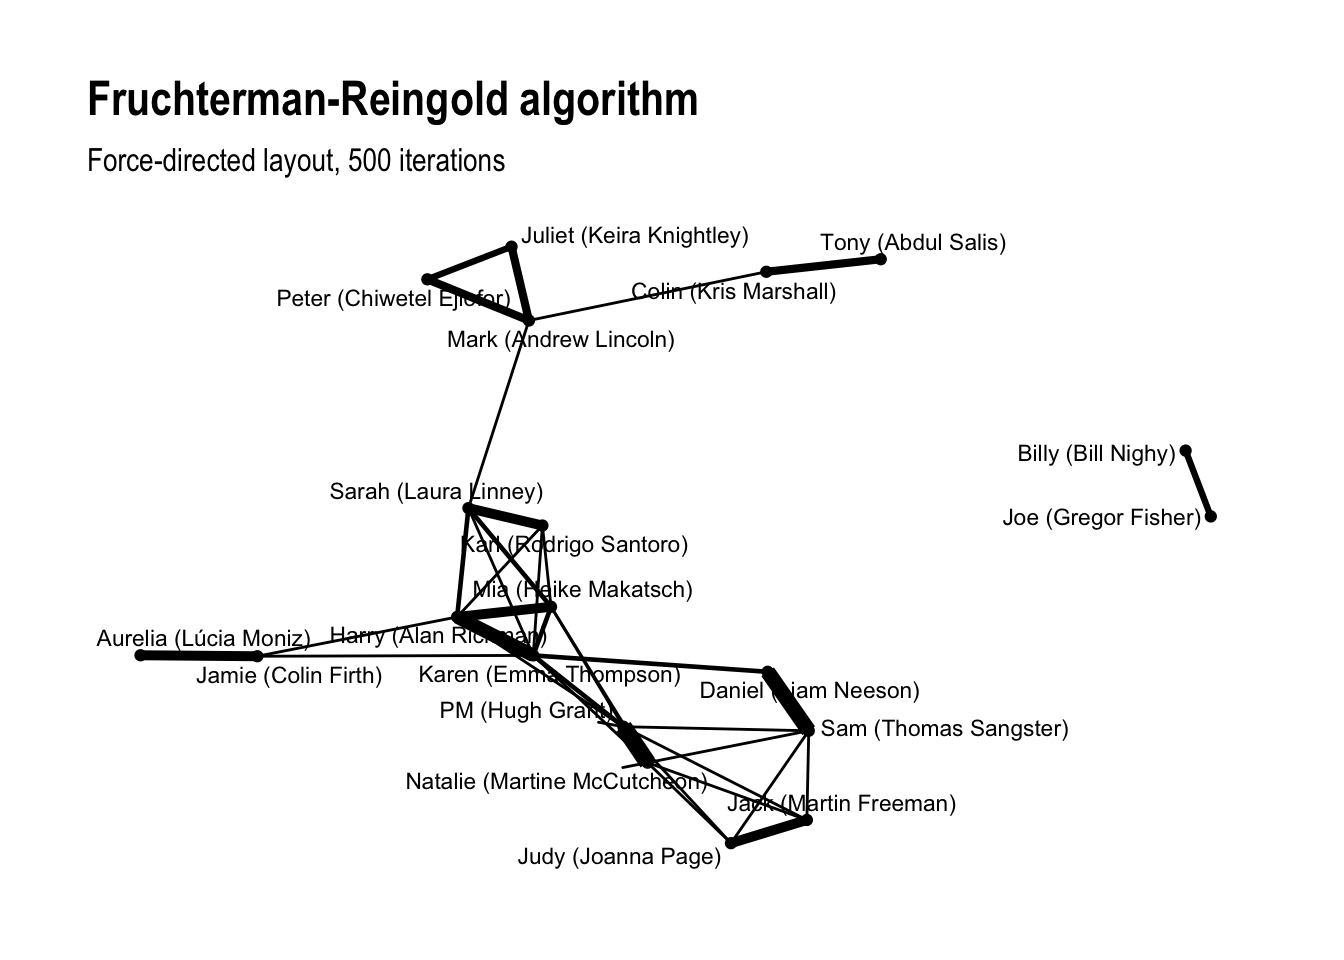 Fruchterman-Reingold algorithm
Force-directed layout, 500 iterations
Juliet (Keira Knightley)
Tony (Abdul Salis)
Peter (Chiwetel Ejiofor)
Colin (Kris Marshall)
Mark (Andrew Lincoln)
Billy (Bill Nighy)
Sarah (Laura Linney)
Joe (Gregor Fisher)
Karl (Rodrigo Santoro)
Mia (Heike Makatsch)
Aurelia (Lúcia Moniz)
Harry (Alan Rickman)
Jamie (Colin Firth)
Karen (Emma Thompson)
Daniel (Liam Neeson)
PM (Hugh Grant)
Sam (Thomas Sangster)
Natalie (Martine McCutcheon)
Jack (Martin Freeman)
Judy (Joanna Page)